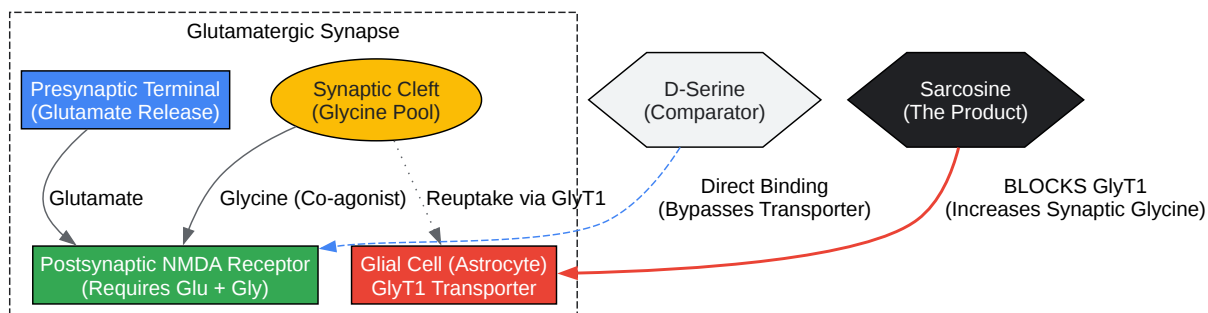 Glutamatergic Synapse
Presynaptic Terminal
(Glutamate Release)
Synaptic Cleft
(Glycine Pool)
D-Serine
(Comparator)
Sarcosine
(The Product)
Glutamate
Glycine (Co-agonist)
Reuptake via GlyT1
Direct Binding
(Bypasses Transporter)
BLOCKS GlyT1
(Increases Synaptic Glycine)
Postsynaptic NMDA Receptor
(Requires Glu + Gly)
Glial Cell (Astrocyte)
GlyT1 Transporter